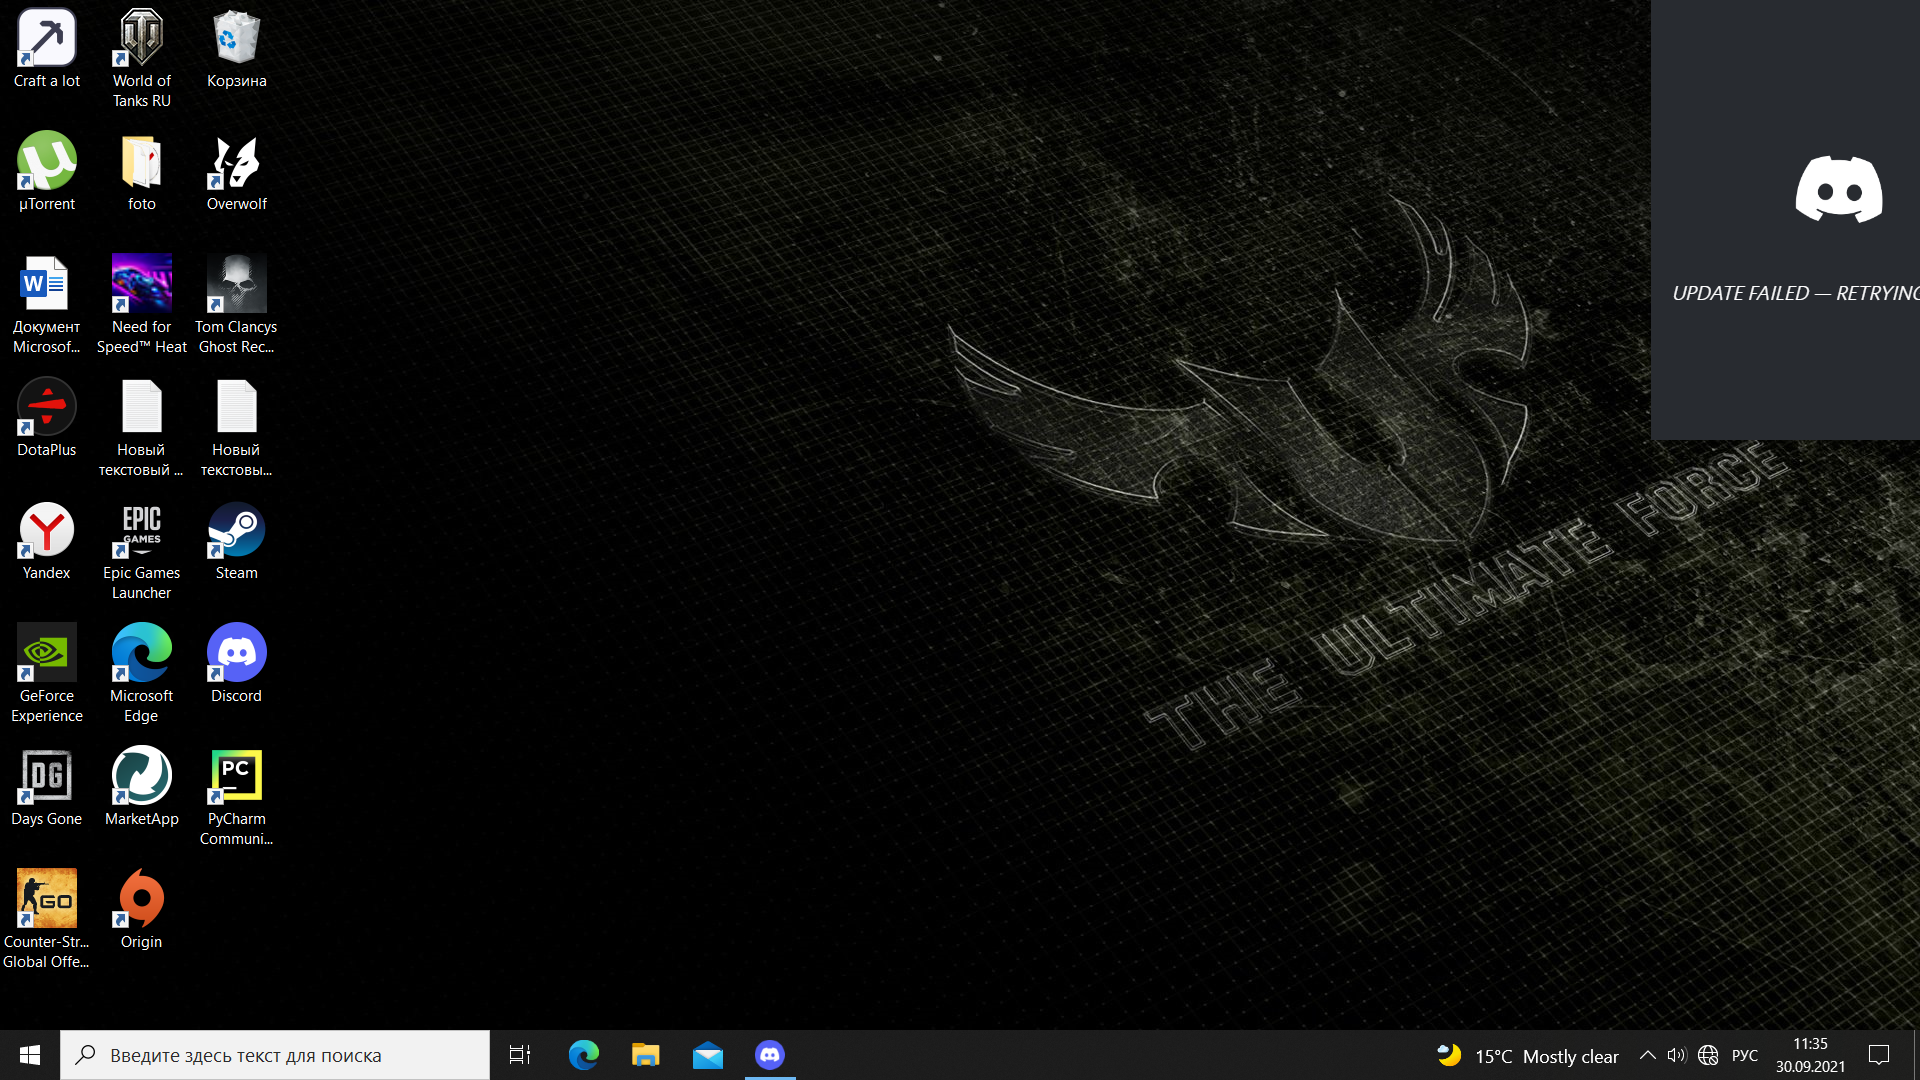 Craft a lot
World of
Tanks RU
Корзина
µTorrent
foto
Overwolf
W
Документ
Microsof...
Need for
Speed™ Heat
Tom Clancys
Ghost Rec...
DotaPlus
Новый
текстовый ...
Новый
текстовы...
Yandex
EPIC
GAMES
Epic Games
Launcher
Steam
GeForce
Experience
Microsoft
Edge
Discord
DG
Days Gone
MarketApp
PC
PyCharm
Communi...
GO
Counter-Str...
Global Offe...
Origin
UPDATE FAILED — RETRYING
THE ULTIMATE FORCE
Введите здесь текст для поиска
15°C Mostly clear
РУС
11:35
30.09.2021